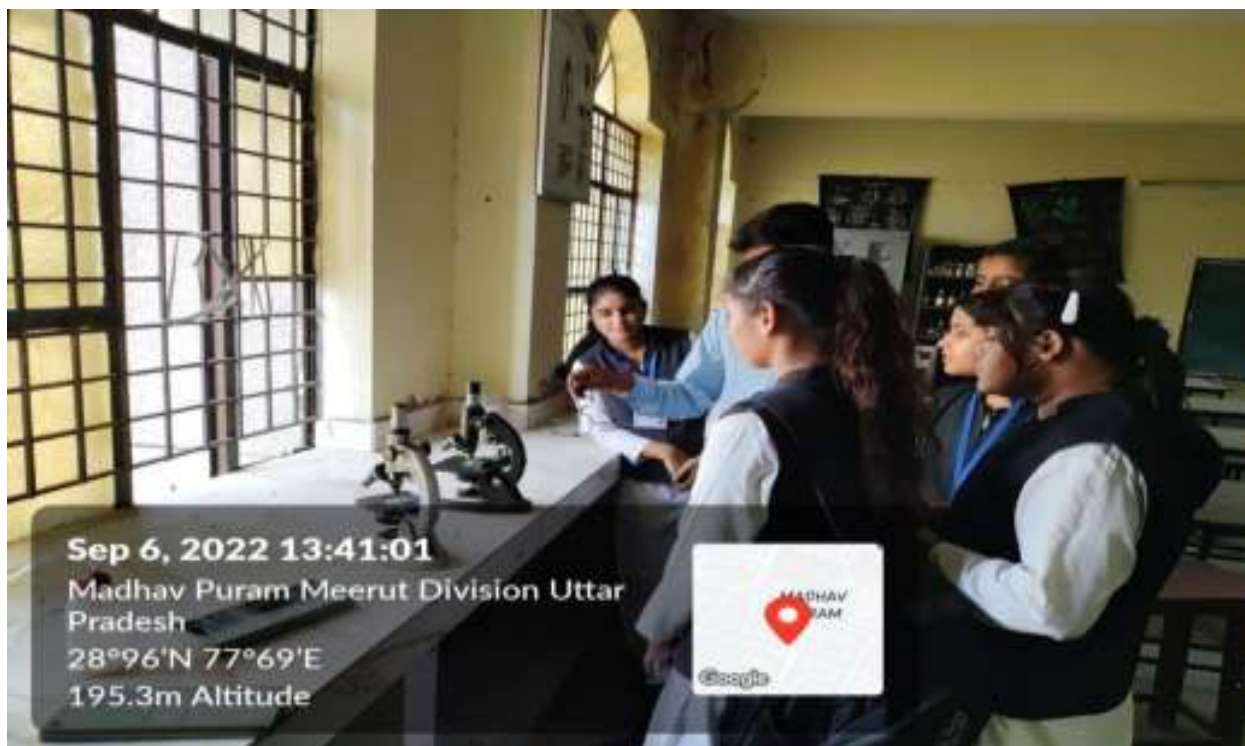 Sep 6, 2022 13:41:01
Madhav Puram Meerut Division Uttar
Pradesh
28°96'N 77°69'E
195.3m Altitude
MADHAV
Google